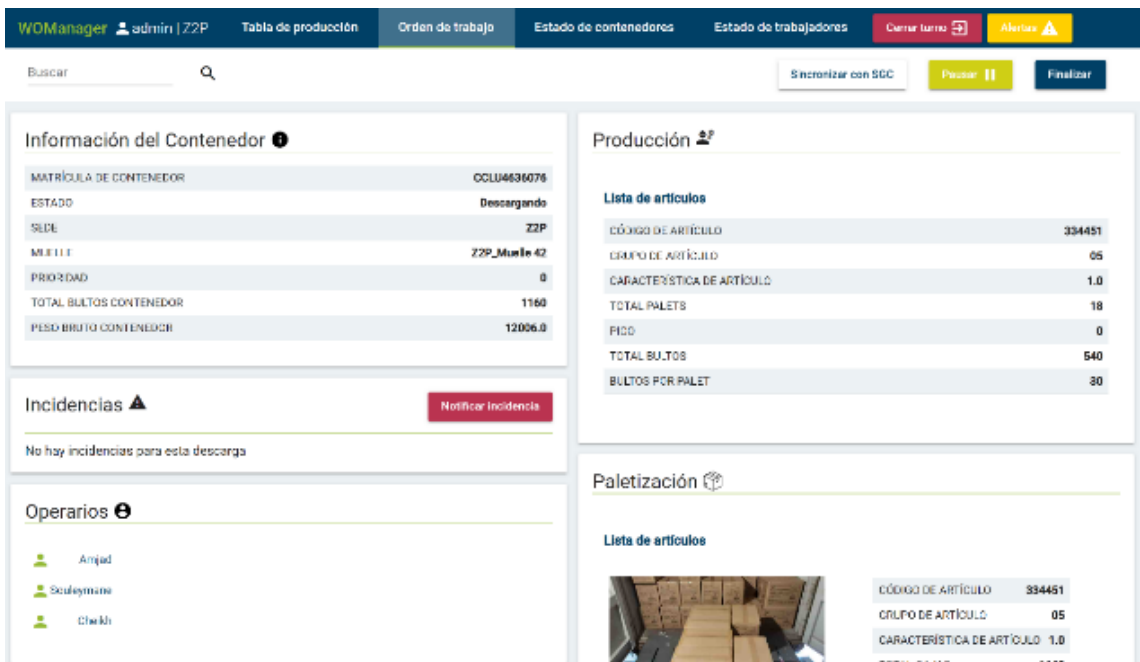 WOManager admin | Z2P Tabla de producción Orden de trabajo Estado de contenedores Estado de trabajadores Cerrar turno Alertas
Buscar Sincronizar con SGC Pausar Finalizar
Información del Contenedor
MATRÍCULA DE CONTENEDOR CCLU4636076
ESTADO Descargando
SEDE Z2P
MUELLE Z2P_Muelle 42
PRIORIDAD 0
TOTAL BULTOS CONTENEDOR 1160
PESO BRUTO CONTENEDOR 12006.0
Incidencias Notificar Incidencia
No hay incidencias para esta descarga
Operarios
Amjad
Souleymane
Cheikh
Producción
Lista de artículos
CÓDIGO DE ARTÍCULO 334451
GRUPO DE ARTÍCULO 05
CARACTERÍSTICA DE ARTÍCULO 1.0
TOTAL PALETS 18
PICO 0
TOTAL BULTOS 540
BULTOS POR PALET 30
Paletización
Lista de artículos
CÓDIGO DE ARTÍCULO 334451
GRUPO DE ARTÍCULO 05
CARACTERÍSTICA DE ARTÍCULO 1.0